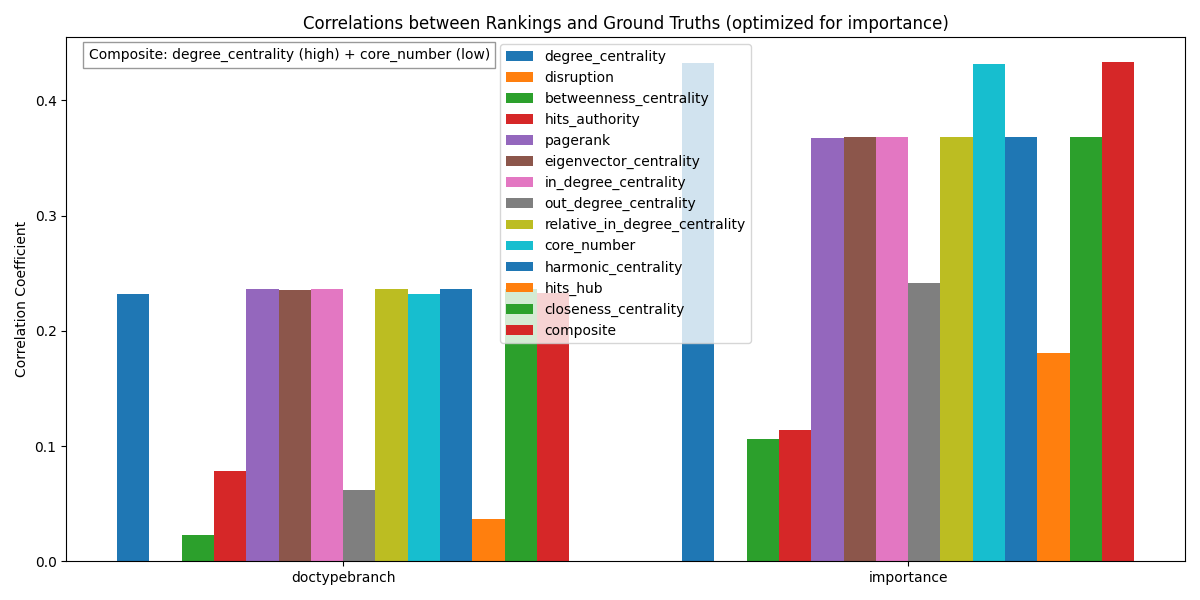 Correlations between Rankings and Ground Truths (optimized for importance)
Composite: degree_centrality (high) + core_number (low)
degree_centrality
disruption
betweenness_centrality
hits_authority
pagerank
eigenvector_centrality
in_degree_centrality
out_degree_centrality
relative_in_degree_centrality
core_number
harmonic_centrality
hits_hub
closeness_centrality
composite
Correlation Coefficient
0.4
0.3
0.2
0.1
0.0
doctypebranch
importance